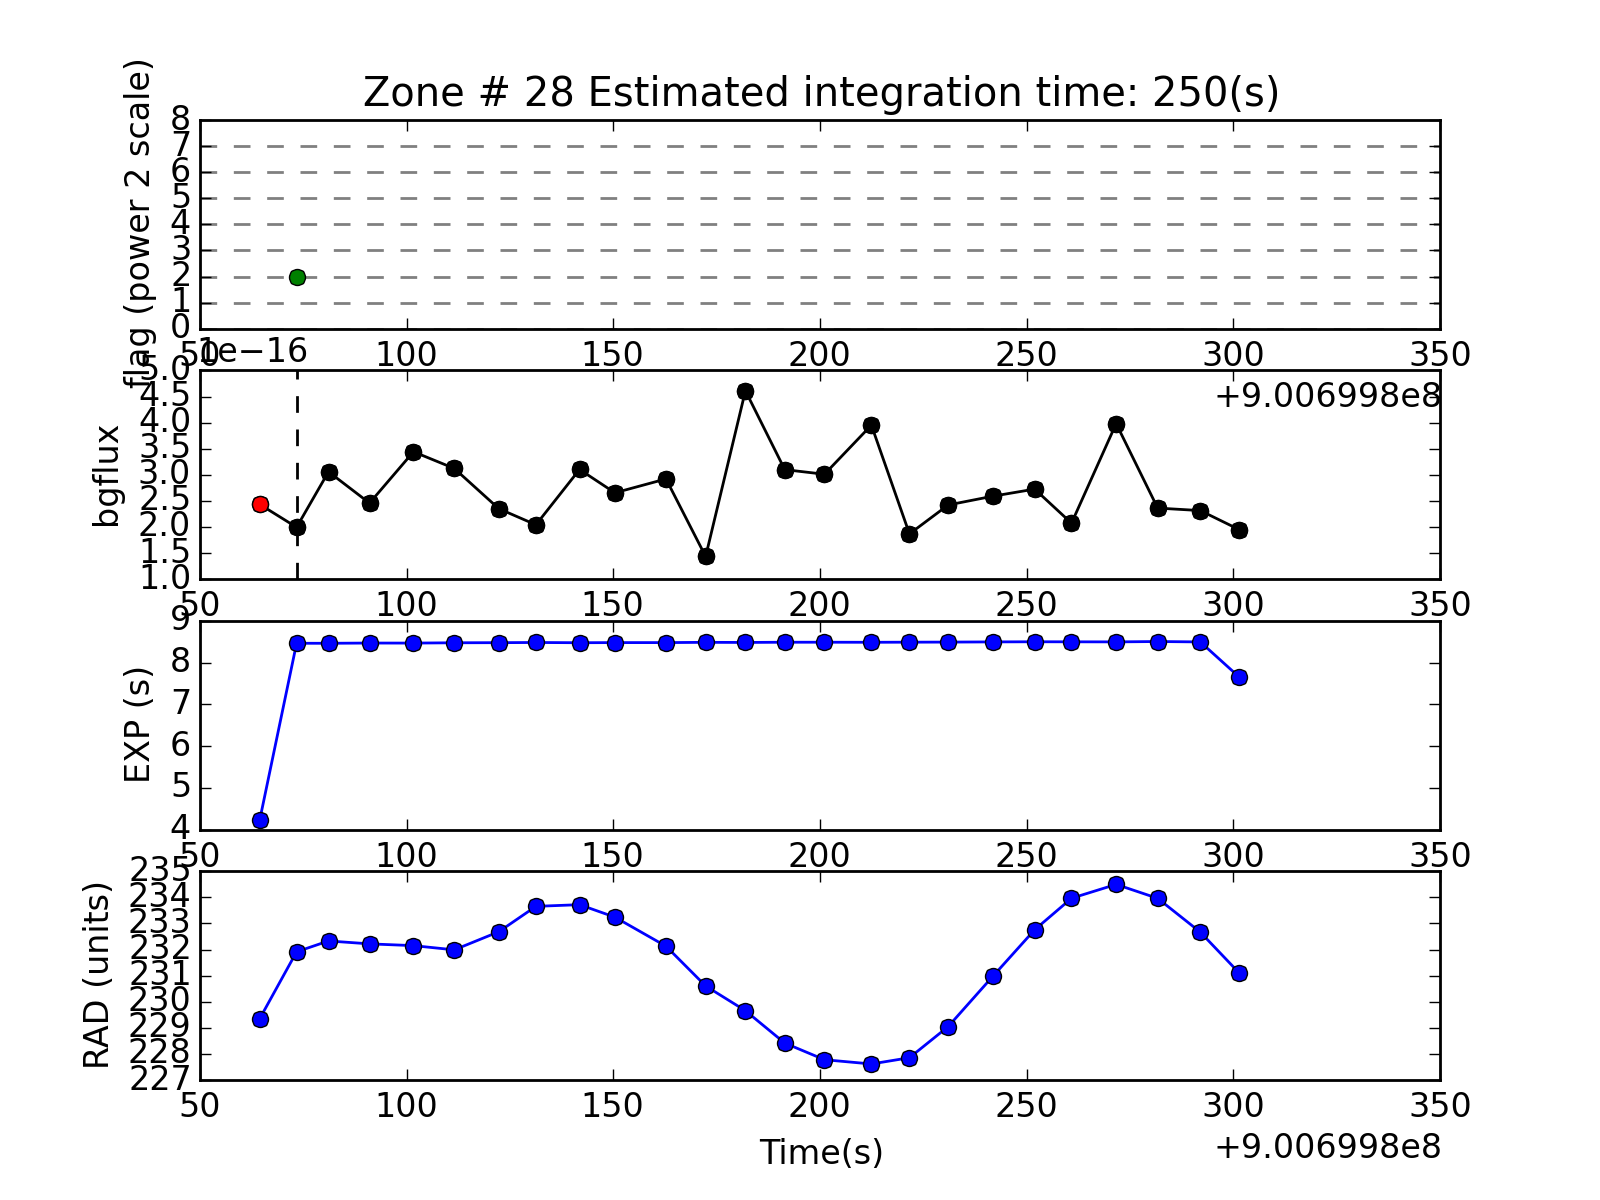 Zone # 28 Estimated integration time: 250(s)
flag (power 2 scale)
8
7
6
5
4
3
2
1
0
50 100 150 200 250 300 350
+9.006998e8
1e−16
bgflux
5.0
4.5
4.0
3.5
3.0
2.5
2.0
1.5
1.0
50 100 150 200 250 300 350
EXP (s)
9
8
7
6
5
4
50 100 150 200 250 300 350
RAD (units)
235
234
233
232
231
230
229
228
227
50 100 150 200 250 300 350
Time(s)
+9.006998e8